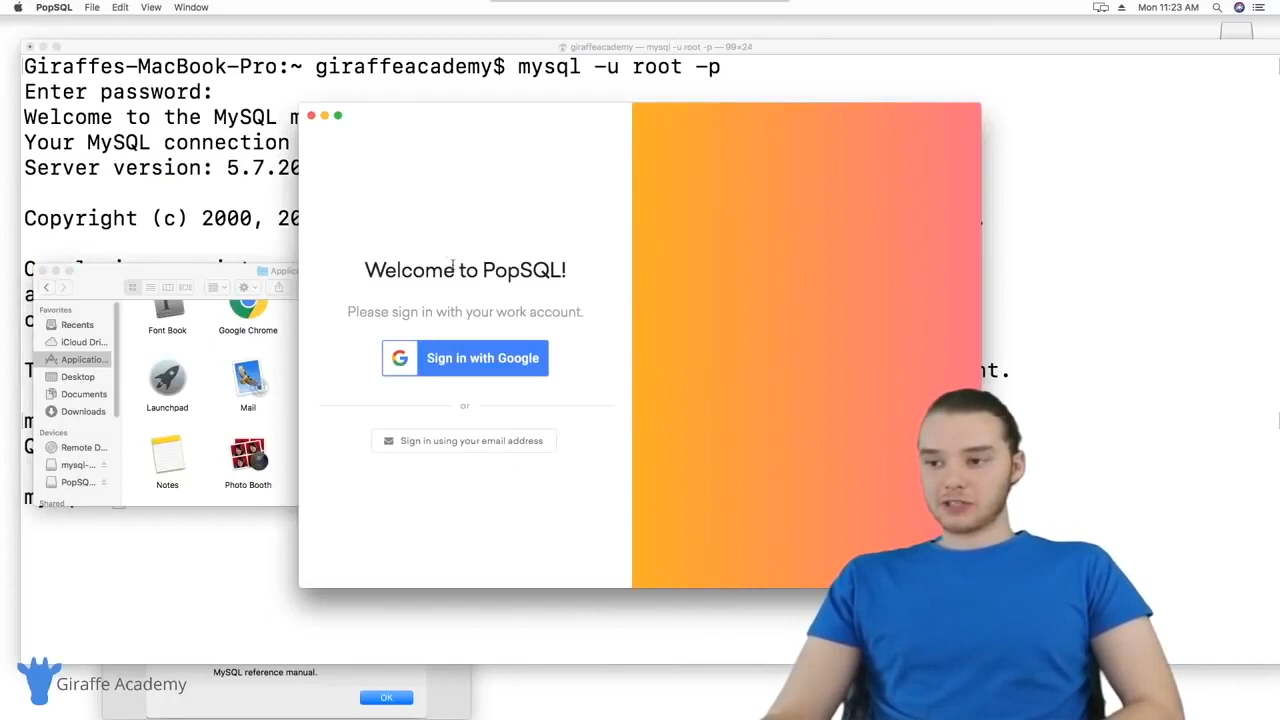 PopSQL File Edit View Window
Mon 11:23 AM
giraffeacademy — mysql -u root -p — 99×24
Giraffes-MacBook-Pro:~ giraffeacademy$ mysql -u root -p
Enter password:
Welcome to the MySQL m
Your MySQL connection
Server version: 5.7.20
Copyright (c) 2000, 20
nt.
Applic
Favorites
Recents
iCloud Dri...
Applicatio...
Desktop
Documents
Downloads
Devices
Remote D...
mysql-...
PopSQ...
Shared
Font Book
Google Chrome
Launchpad
Mail
Notes
Photo Booth
Welcome to PopSQL!
Please sign in with your work account.
G Sign in with Google
or
Sign in using your email address
MySQL reference manual.
OK
Giraffe Academy